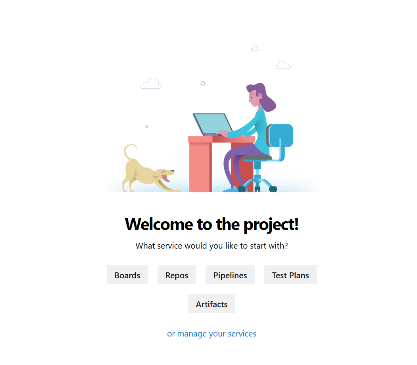 Welcome to the project!
What service would you like to start with?
Boards Repos Pipelines Test Plans
Artifacts
or manage your services